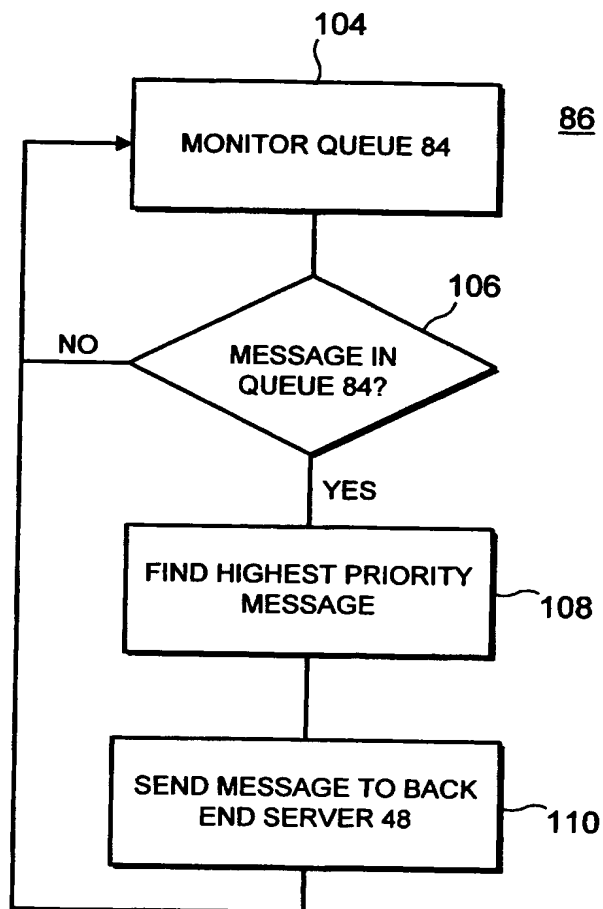 104
86
MONITOR QUEUE 84
106
NO
MESSAGE IN
QUEUE 84?
YES
FIND HIGHEST PRIORITY
MESSAGE
108
SEND MESSAGE TO BACK
END SERVER 48
110